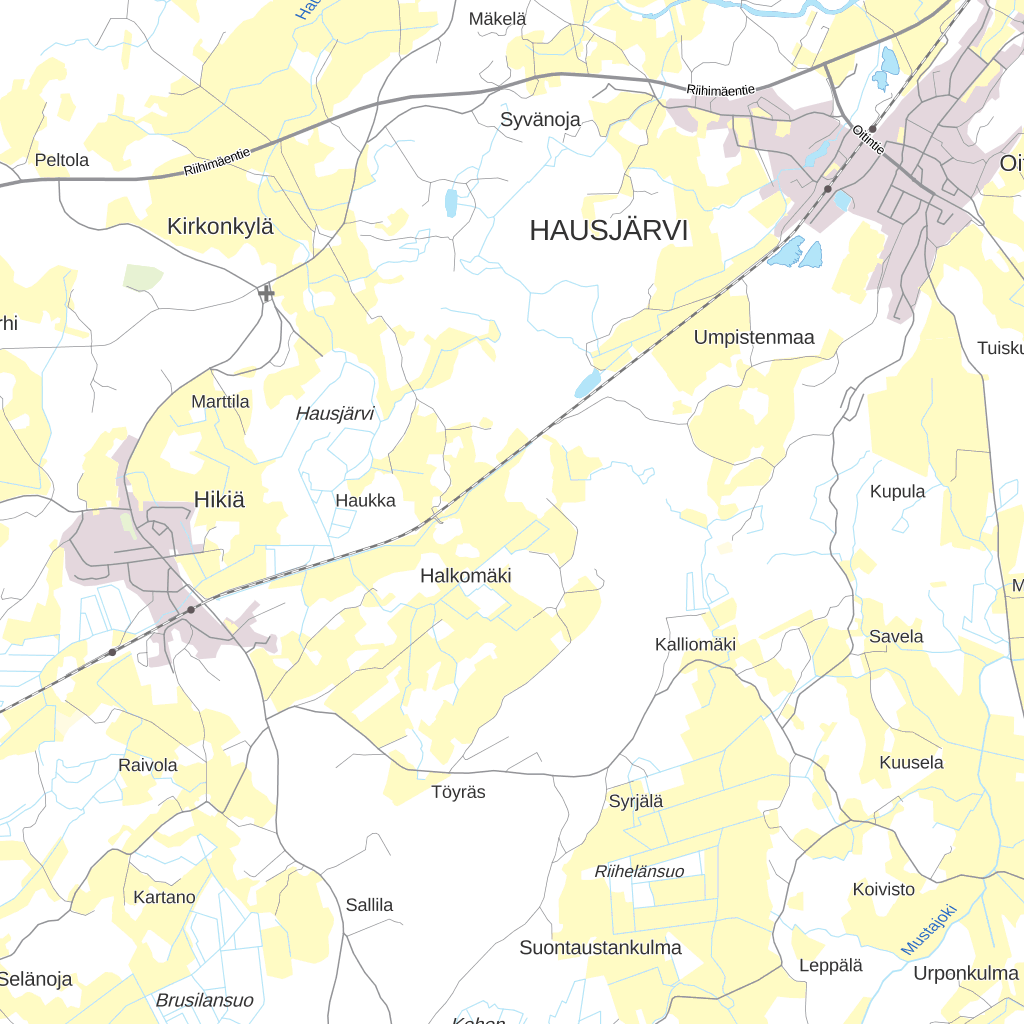 Mäkelä
Riihimäentie
Syvänoja
Oitintie
Peltola
Riihimäentie
Kirkonkylä
HAUSJÄRVI
Umpistenmaa
Marttila
Hausjärvi
Hikiä
Haukka
Kupula
Halkomäki
Savela
Kalliomäki
Raivola
Kuusela
Töyräs
Syrjälä
Riihelänsuo
Koivisto
Kartano
Sallila
Mustajoki
Suontaustankulma
Leppälä
Urponkulma
Selänoja
Brusilansuo